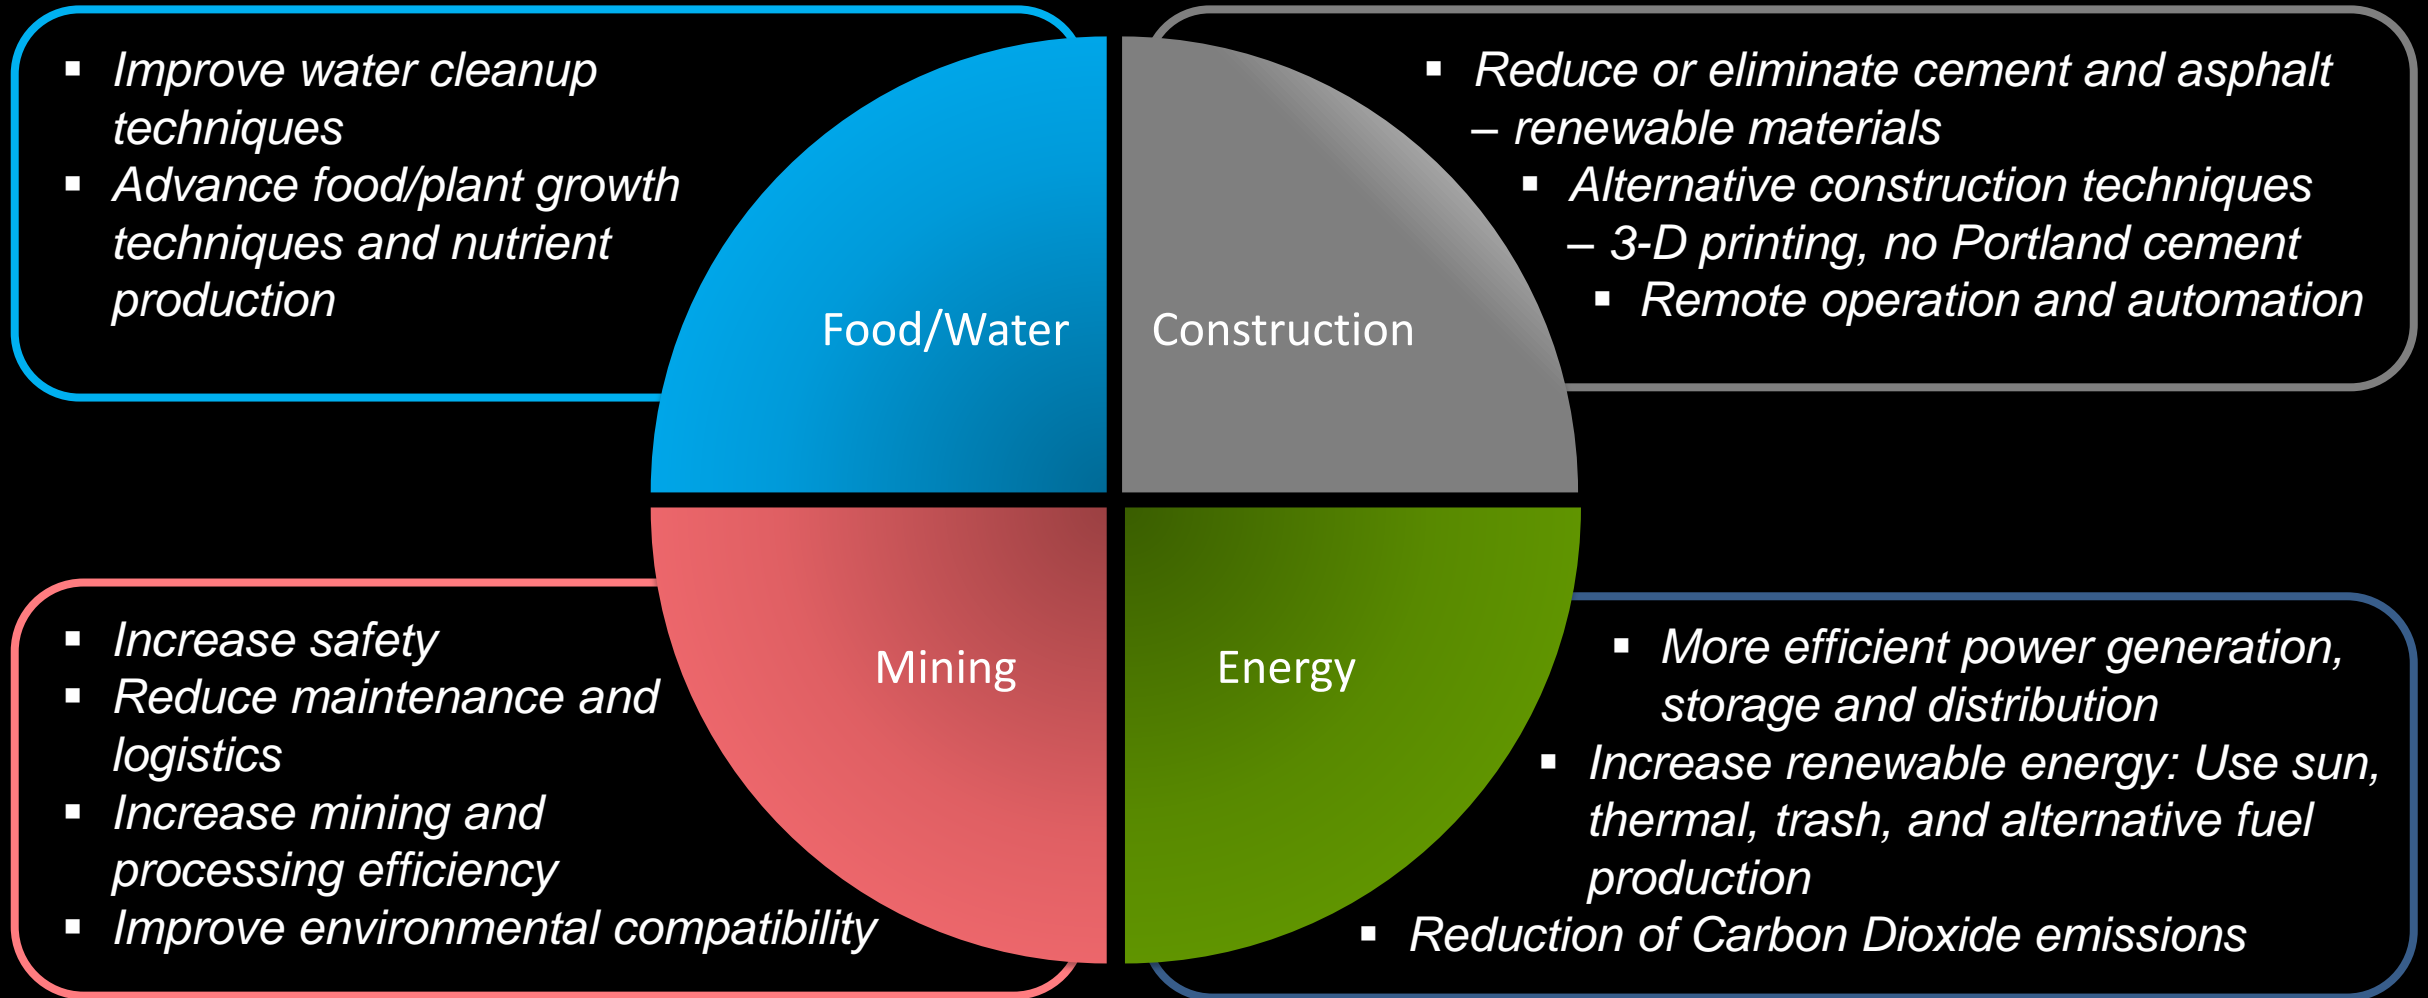 ▪ Improve water cleanup
techniques
▪ Advance food/plant growth
techniques and nutrient
production
Food/Water
▪ Reduce or eliminate cement and asphalt
– renewable materials
▪ Alternative construction techniques
– 3-D printing, no Portland cement
▪ Remote operation and automation
Construction
▪ Increase safety
▪ Reduce maintenance and
logistics
▪ Increase mining and
processing efficiency
▪ Improve environmental compatibility
Mining
Energy
▪ More efficient power generation,
storage and distribution
▪ Increase renewable energy: Use sun,
thermal, trash, and alternative fuel
production
▪ Reduction of Carbon Dioxide emissions